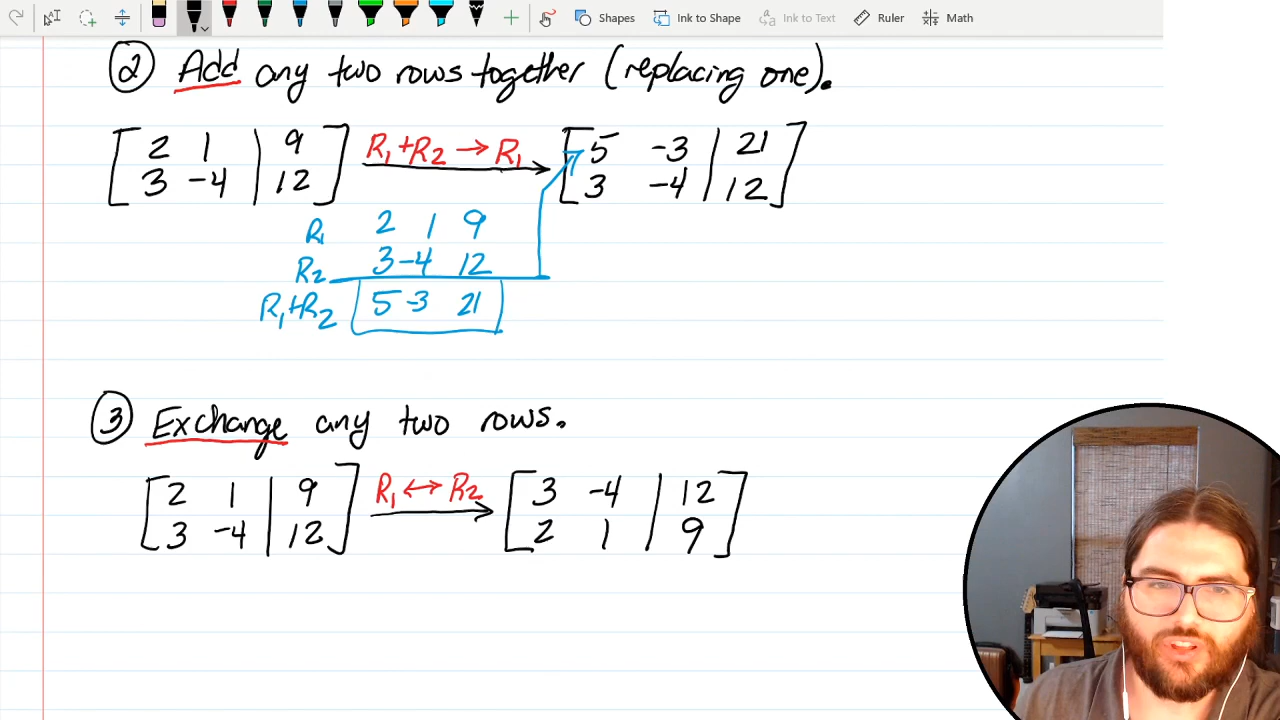 Shapes Ink to Shape Ink to Text Ruler Math
② Add any two rows together (replacing one).
[2 1 | 9] R₁+R₂ → R₁ [5 -3 | 21]
[3 -4 | 12] [3 -4 | 12]
R₁ 2 1 9
R₂ 3 -4 12
R₁+R₂ 5 -3 21
③ Exchange any two rows.
[2 1 | 9] R₁ ↔ R₂ [3 -4 | 12]
[3 -4 | 12] [2 1 | 9]